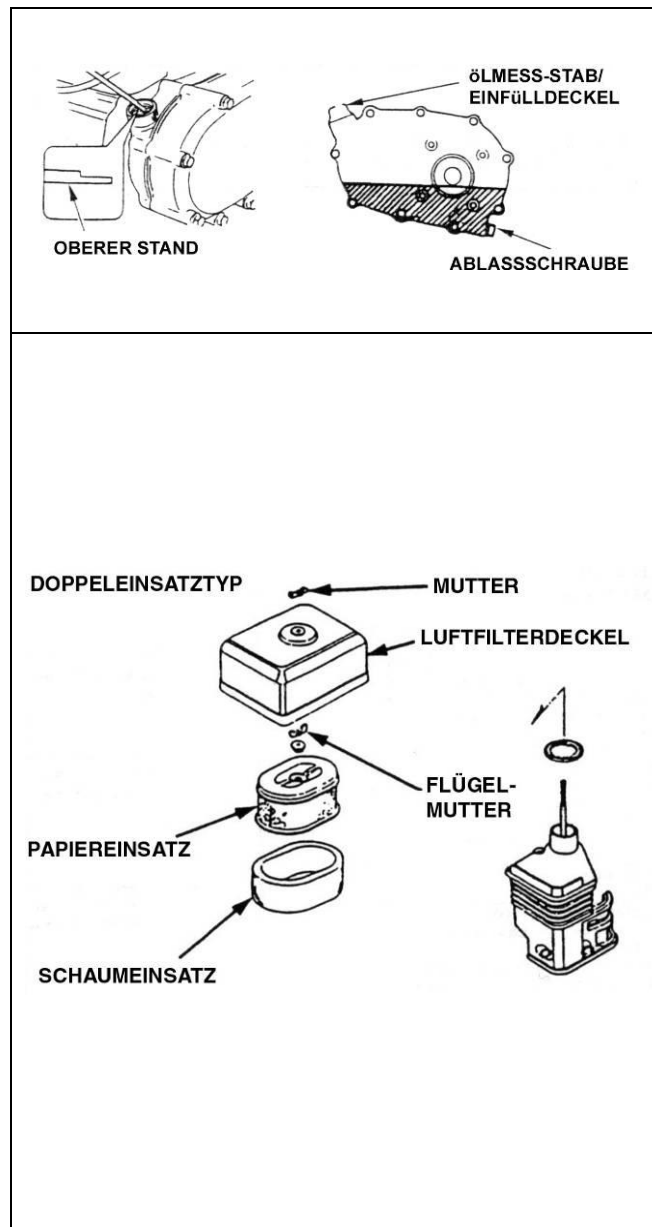 öLMESS-STAB/
EINFüLLDECKEL
OBERER STAND
ABLASSSCHRAUBE
DOPPELEINSATZTYP
MUTTER
LUFTFILTERDECKEL
FLÜGEL-
MUTTER
PAPIEREINSATZ
SCHAUMEINSATZ